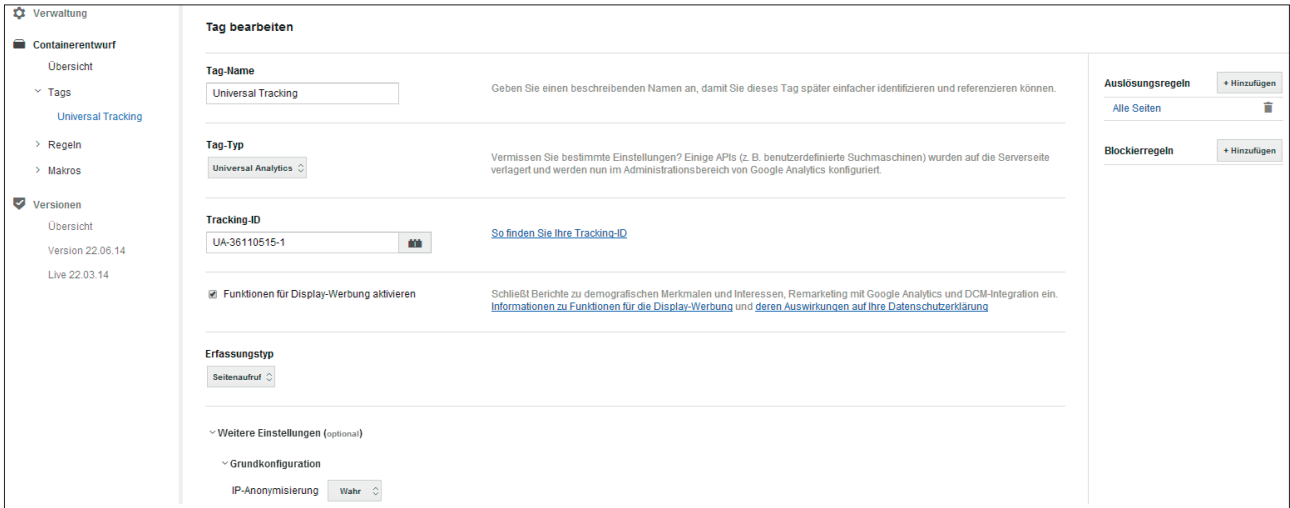 Verwaltung
Containerentwurf
Übersicht
Tags
Universal Tracking
Regeln
Makros
Versionen
Übersicht
Version 22.06.14
Live 22.03.14
Tag bearbeiten
Tag-Name
Universal Tracking
Geben Sie einen beschreibenden Namen an, damit Sie dieses Tag später einfacher identifizieren und referenzieren können.
Tag-Typ
Universal Analytics
Vermissen Sie bestimmte Einstellungen? Einige APIs (z. B. benutzerdefinierte Suchmaschinen) wurden auf die Serverseite
verlagert und werden nun im Administrationsbereich von Google Analytics konfiguriert.
Tracking-ID
UA-36110515-1
So finden Sie Ihre Tracking-ID
Funktionen für Display-Werbung aktivieren
Schließt Berichte zu demografischen Merkmalen und Interessen, Remarketing mit Google Analytics und DCM-Integration ein.
Informationen zu Funktionen für die Display-Werbung und deren Auswirkungen auf Ihre Datenschutzerklärung
Erfassungstyp
Seitenaufruf
Weitere Einstellungen (optional)
Grundkonfiguration
IP-Anonymisierung Wahr
Auslösungsregeln + Hinzufügen
Alle Seiten
Blockierregeln + Hinzufügen